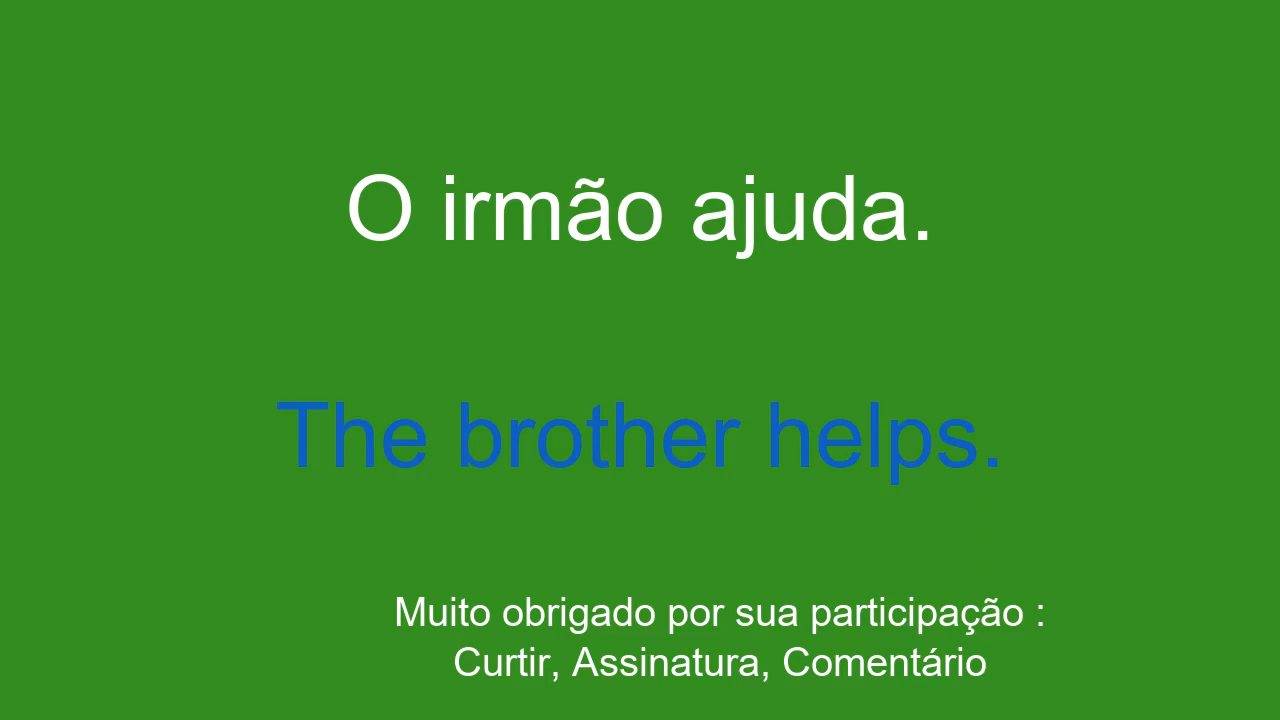 O irmão ajuda.
The brother helps.
Muito obrigado por sua participação :
Curtir, Assinatura, Comentário